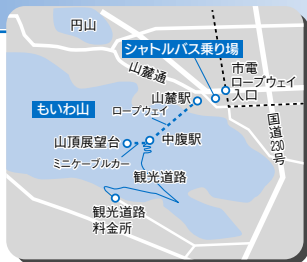 円山
シャトルバス乗り場
山麓通
市電
ロープウェイ
入口
山麓駅
もいわ山
ロープウェイ
国道230号
山頂展望台
中腹駅
ミニケーブルカー
観光道路
観光道路
料金所